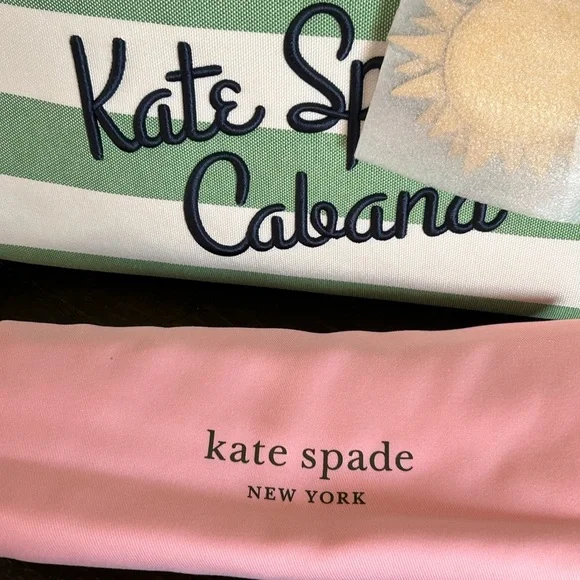 Kate Sp
Cabana
kate spade
NEW YORK